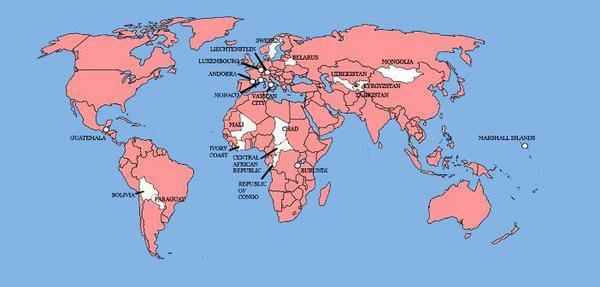 SWEDEN
LIECHTENSTEIN
LUXEMBOURG
BELARUS
ANDORRA
MONGOLIA
UZBEKISTAN
KYRGYZSTAN
TAJIKISTAN
MONACO
VATICAN
CITY
MALI
CHAD
GUATEMALA
MARSHALL ISLANDS
IVORY
COAST
CENTRAL
AFRICAN
REPUBLIC
BURUNDI
REPUBLIC
OF
CONGO
BOLIVIA
PARAGUAY